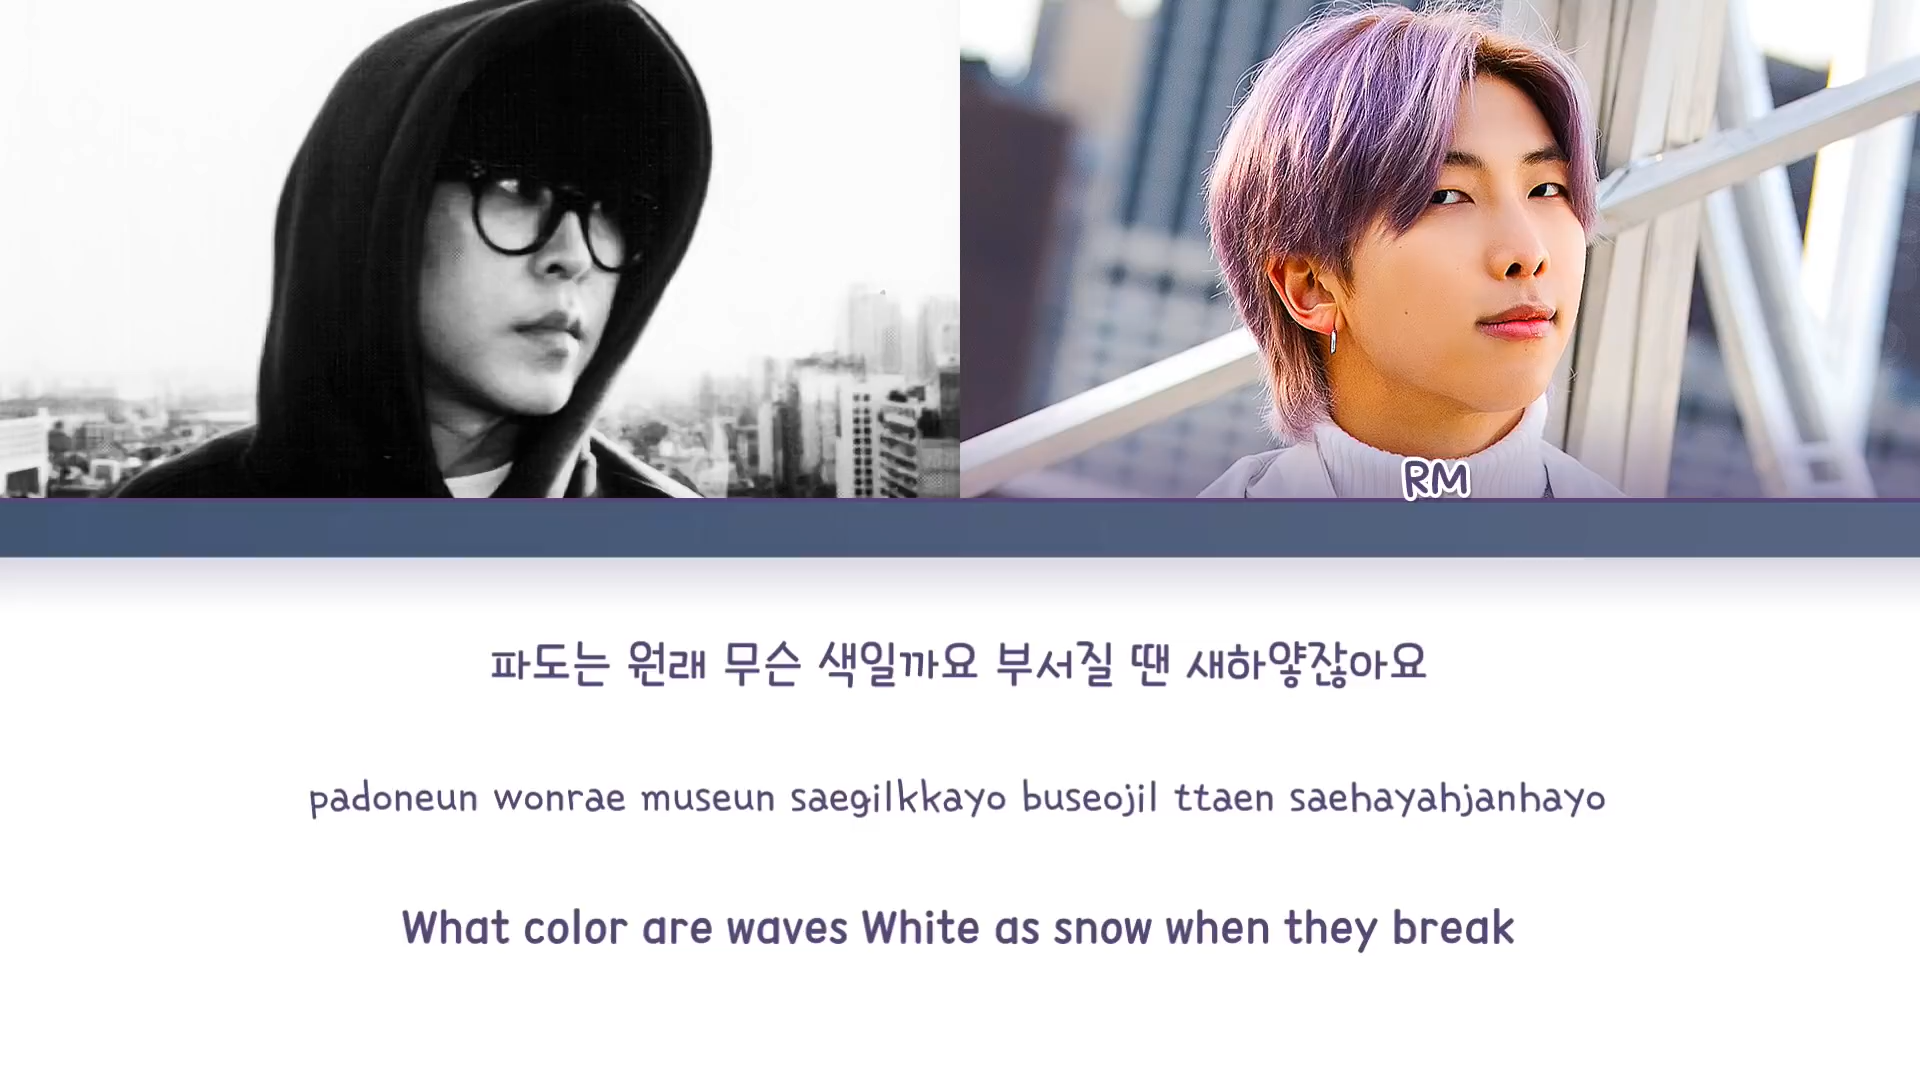 RM
파도는 원래 무슨 색일까요 부서질 땐 새하얗잖아요
padoneun wonrae museun saegilkkayo buseojil ttaen saehayahjanhayo
What color are waves White as snow when they break